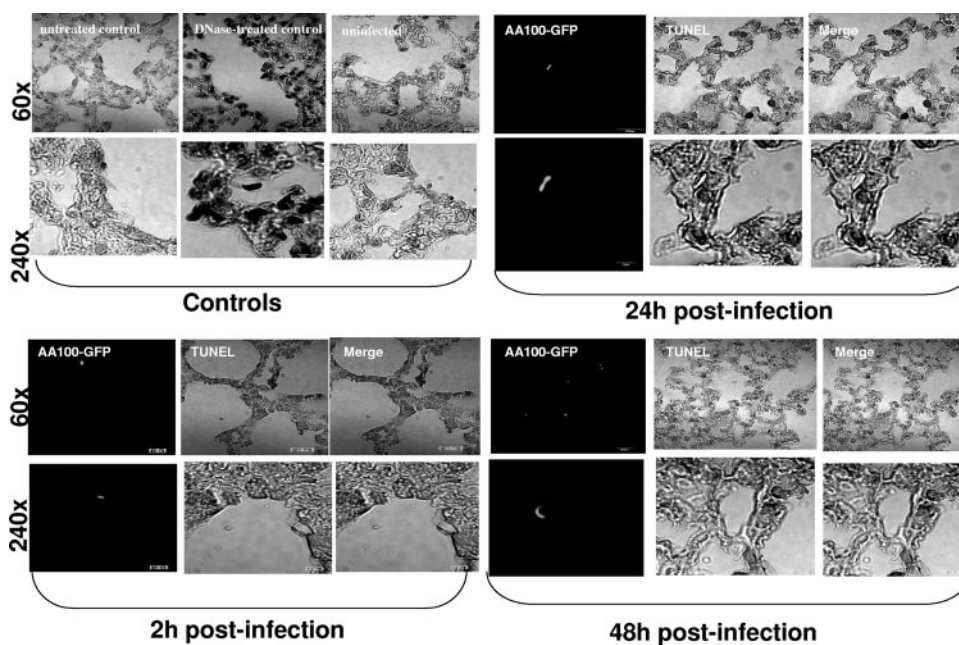 untreated control DNase-treated control uninfected
60x
240x
Controls
AA100-GFP TUNEL Merge
24h post-infection
AA100-GFP TUNEL Merge
60x
240x
2h post-infection
AA100-GFP TUNEL Merge
48h post-infection